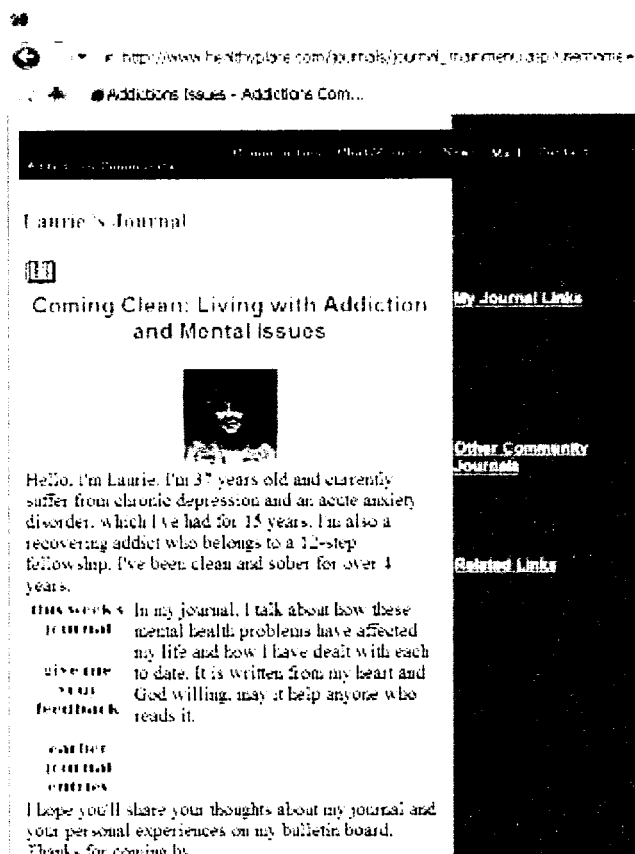 Addictions Issues - Addictions Com...
Laurie's Journal
Coming Clean: Living with Addiction
and Mental Issues
My Journal Links
Other Community
Journals
Related Links
Hello, I'm Laurie. I'm 37 years old and currently
suffer from chronic depression and an acute anxiety
disorder, which I've had for 15 years. I'm also a
recovering addict who belongs to a 12-step
fellowship. I've been clean and sober for over 4
years.
this week's
journal
give me
your
feedback
earlier
journal
entries
In my journal, I talk about how these
mental health problems have affected
my life and how I have dealt with each
to date. It is written from my heart and
God willing, may it help anyone who
reads it.
I hope you'll share your thoughts about my journal and
your personal experiences on my bulletin board.
Thanks for coming by